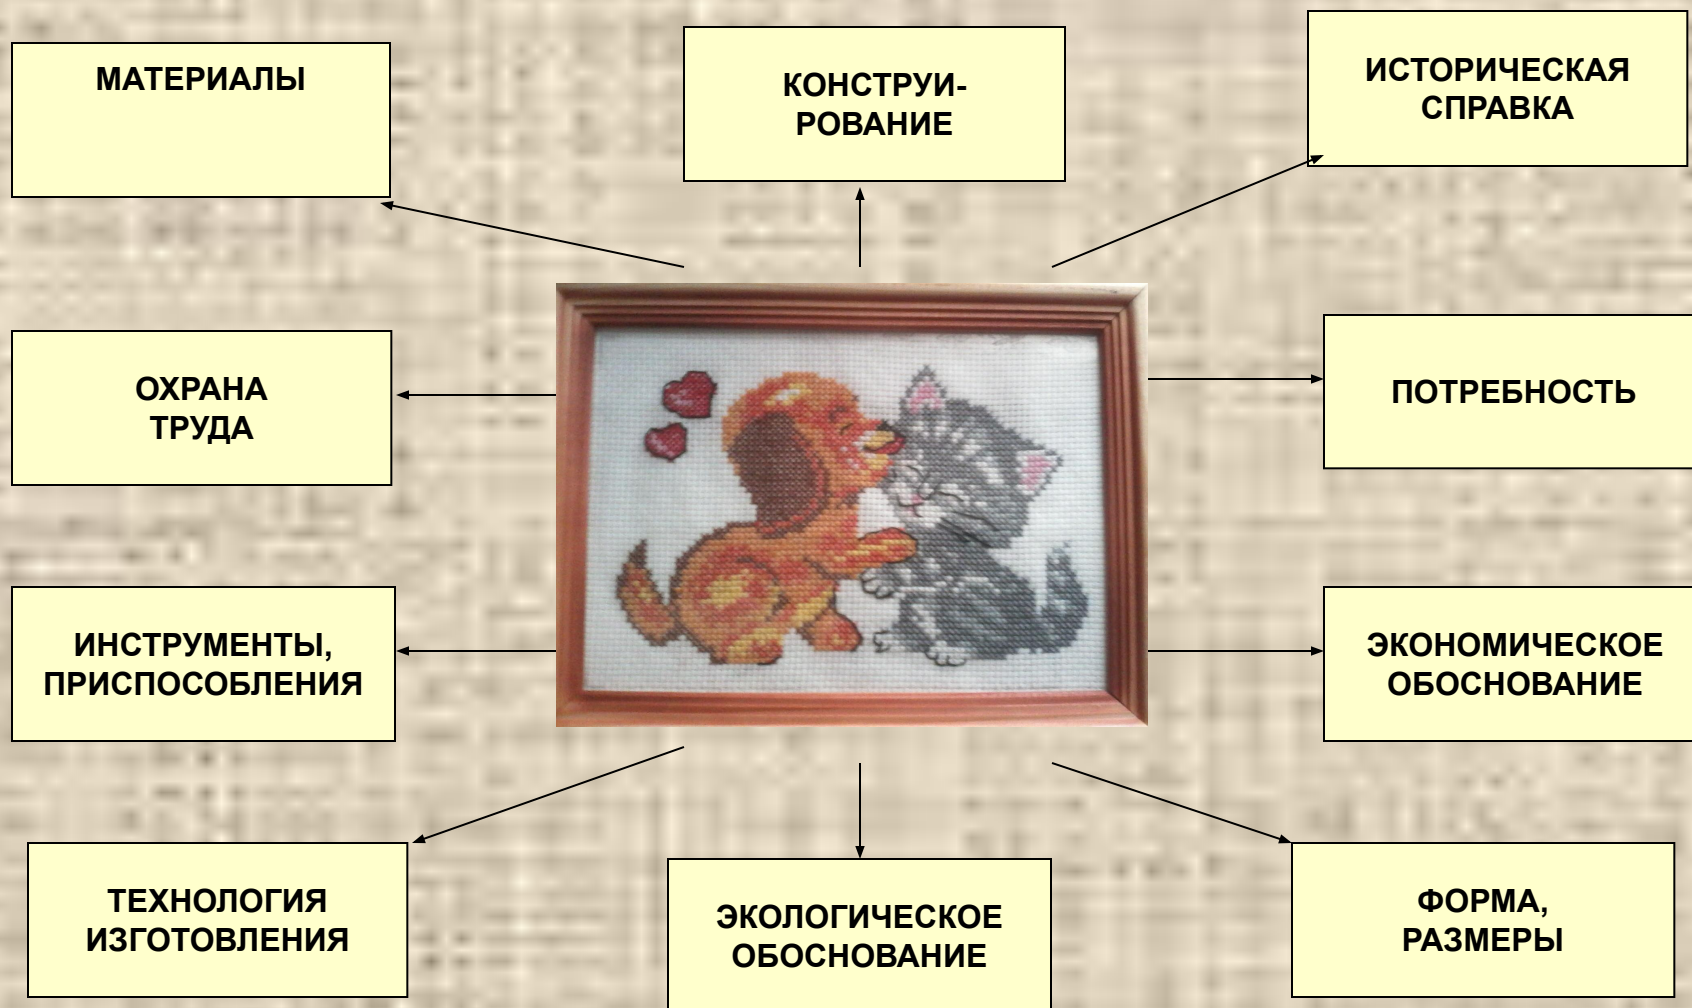 МАТЕРИАЛЫ
КОНСТРУИ-
РОВАНИЕ
ИСТОРИЧЕСКАЯ
СПРАВКА
ОХРАНА
ТРУДА
ПОТРЕБНОСТЬ
ИНСТРУМЕНТЫ,
ПРИСПОСОБЛЕНИЯ
ЭКОНОМИЧЕСКОЕ
ОБОСНОВАНИЕ
ТЕХНОЛОГИЯ
ИЗГОТОВЛЕНИЯ
ЭКОЛОГИЧЕСКОЕ
ОБОСНОВАНИЕ
ФОРМА,
РАЗМЕРЫ